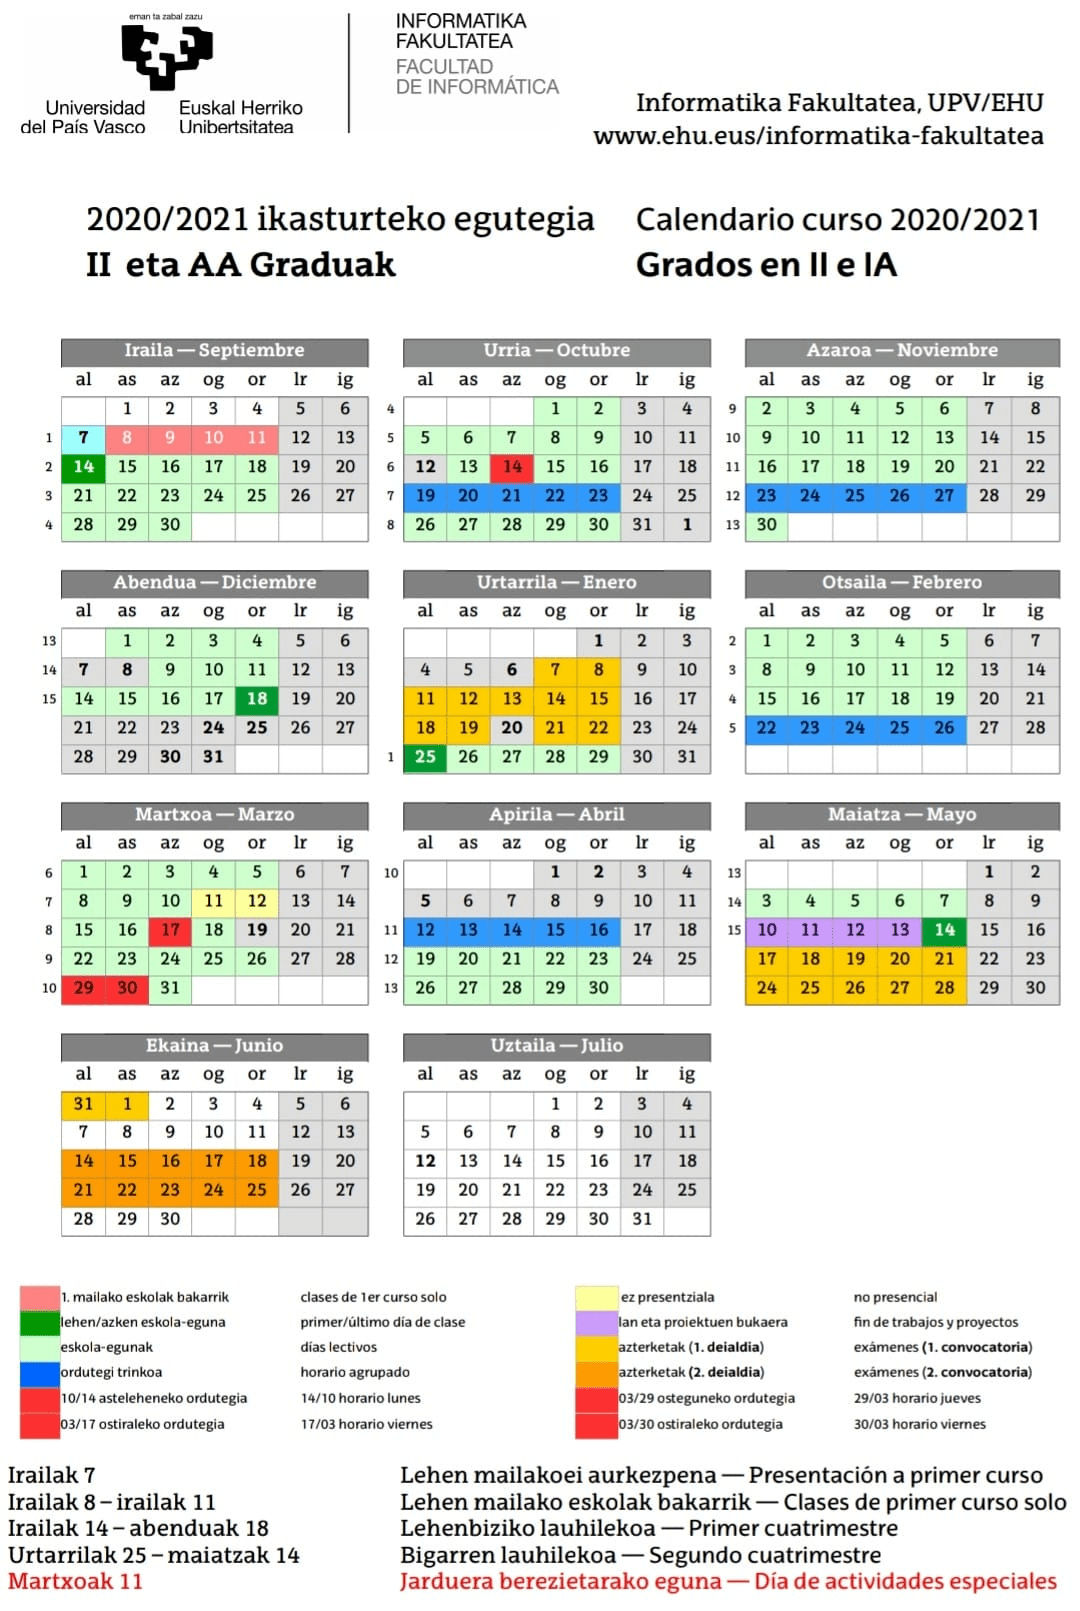 eman ta zabal zazu
Universidad del País Vasco
Euskal Herriko Unibertsitatea
INFORMATIKA
FAKULTATEA
FACULTAD
DE INFORMÁTICA
Informatika Fakultatea, UPV/EHU
www.ehu.eus/informatika-fakultatea
2020/2021 ikasturteko egutegia
II eta AA Graduak
Calendario curso 2020/2021
Grados en II e IA
Iraila — Septiembre
al as az og or lr ig
1 2 3 4 5 6
1 7 8 9 10 11 12 13
2 14 15 16 17 18 19 20
3 21 22 23 24 25 26 27
4 28 29 30
Urria — Octubre
al as az og or lr ig
4 1 2 3 4
5 5 6 7 8 9 10 11
6 12 13 14 15 16 17 18
7 19 20 21 22 23 24 25
8 26 27 28 29 30 31 1
Azaroa — Noviembre
al as az og or lr ig
9 2 3 4 5 6 7 8
10 9 10 11 12 13 14 15
11 16 17 18 19 20 21 22
12 23 24 25 26 27 28 29
13 30
Abendua — Diciembre
al as az og or lr ig
13 1 2 3 4 5 6
14 7 8 9 10 11 12 13
15 14 15 16 17 18 19 20
21 22 23 24 25 26 27
28 29 30 31
Urtarrila — Enero
al as az og or lr ig
1 2 3
4 5 6 7 8 9 10
11 12 13 14 15 16 17
18 19 20 21 22 23 24
1 25 26 27 28 29 30 31
Otsaila — Febrero
al as az og or lr ig
2 1 2 3 4 5 6 7
3 8 9 10 11 12 13 14
4 15 16 17 18 19 20 21
5 22 23 24 25 26 27 28
Martxoa — Marzo
al as az og or lr ig
6 1 2 3 4 5 6 7
7 8 9 10 11 12 13 14
8 15 16 17 18 19 20 21
9 22 23 24 25 26 27 28
10 29 30 31
Apirila — Abril
al as az og or lr ig
10 1 2 3 4
5 6 7 8 9 10 11
11 12 13 14 15 16 17 18
12 19 20 21 22 23 24 25
13 26 27 28 29 30
Maiatza — Mayo
al as az og or lr ig
13 1 2
14 3 4 5 6 7 8 9
15 10 11 12 13 14 15 16
17 18 19 20 21 22 23
24 25 26 27 28 29 30
Ekaina — Junio
al as az og or lr ig
31 1 2 3 4 5 6
7 8 9 10 11 12 13
14 15 16 17 18 19 20
21 22 23 24 25 26 27
28 29 30
Uztaila — Julio
al as az og or lr ig
1 2 3 4
5 6 7 8 9 10 11
12 13 14 15 16 17 18
19 20 21 22 23 24 25
26 27 28 29 30 31
1. mailako eskolak bakarrik clases de 1er curso solo
lehen/azken eskola-eguna primer/último día de clase
eskola-egunak días lectivos
ordutegi trinkoa horario agrupado
10/14 asteleheneko ordutegia 14/10 horario lunes
03/17 ostiraleko ordutegia 17/03 horario viernes
ez presentziala no presencial
lan eta proiektuen bukaera fin de trabajos y proyectos
azterketak (1. deialdia) exámenes (1. convocatoria)
azterketak (2. deialdia) exámenes (2. convocatoria)
03/29 osteguneko ordutegia 29/03 horario jueves
03/30 ostiraleko ordutegia 30/03 horario viernes
Irailak 7 Lehen mailakoei aurkezpena — Presentación a primer curso
Irailak 8 – irailak 11 Lehen mailako eskolak bakarrik — Clases de primer curso solo
Irailak 14 – abenduak 18 Lehenbiziko lauhilekoa — Primer cuatrimestre
Urtarrilak 25 – maiatzak 14 Bigarren lauhilekoa — Segundo cuatrimestre
Martxoak 11 Jarduera berezietarako eguna — Día de actividades especiales